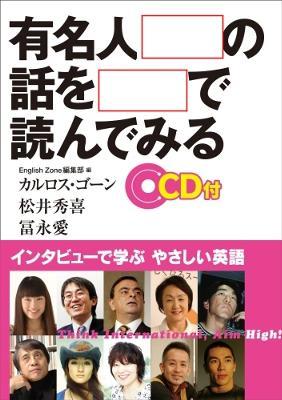 有名人 の
話を で
読んでみる
English Zone編集部 編
カルロス・ゴーン
松井秀喜
冨永愛
CD付
インタビューで学ぶ やさしい英語
Think International, Aim High!